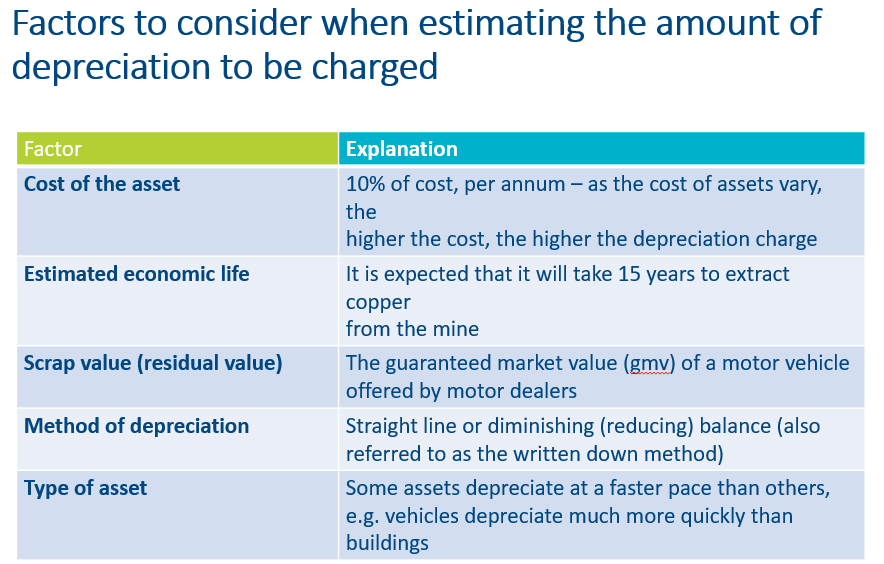 Factors to consider when estimating the amount of
depreciation to be charged
Factor
Explanation
Cost of the asset
10% of cost, per annum – as the cost of assets vary,
the
higher the cost, the higher the depreciation charge
Estimated economic life
It is expected that it will take 15 years to extract
copper
from the mine
Scrap value (residual value)
The guaranteed market value (gmv) of a motor vehicle
offered by motor dealers
Method of depreciation
Straight line or diminishing (reducing) balance (also
referred to as the written down method)
Type of asset
Some assets depreciate at a faster pace than others,
e.g. vehicles depreciate much more quickly than
buildings